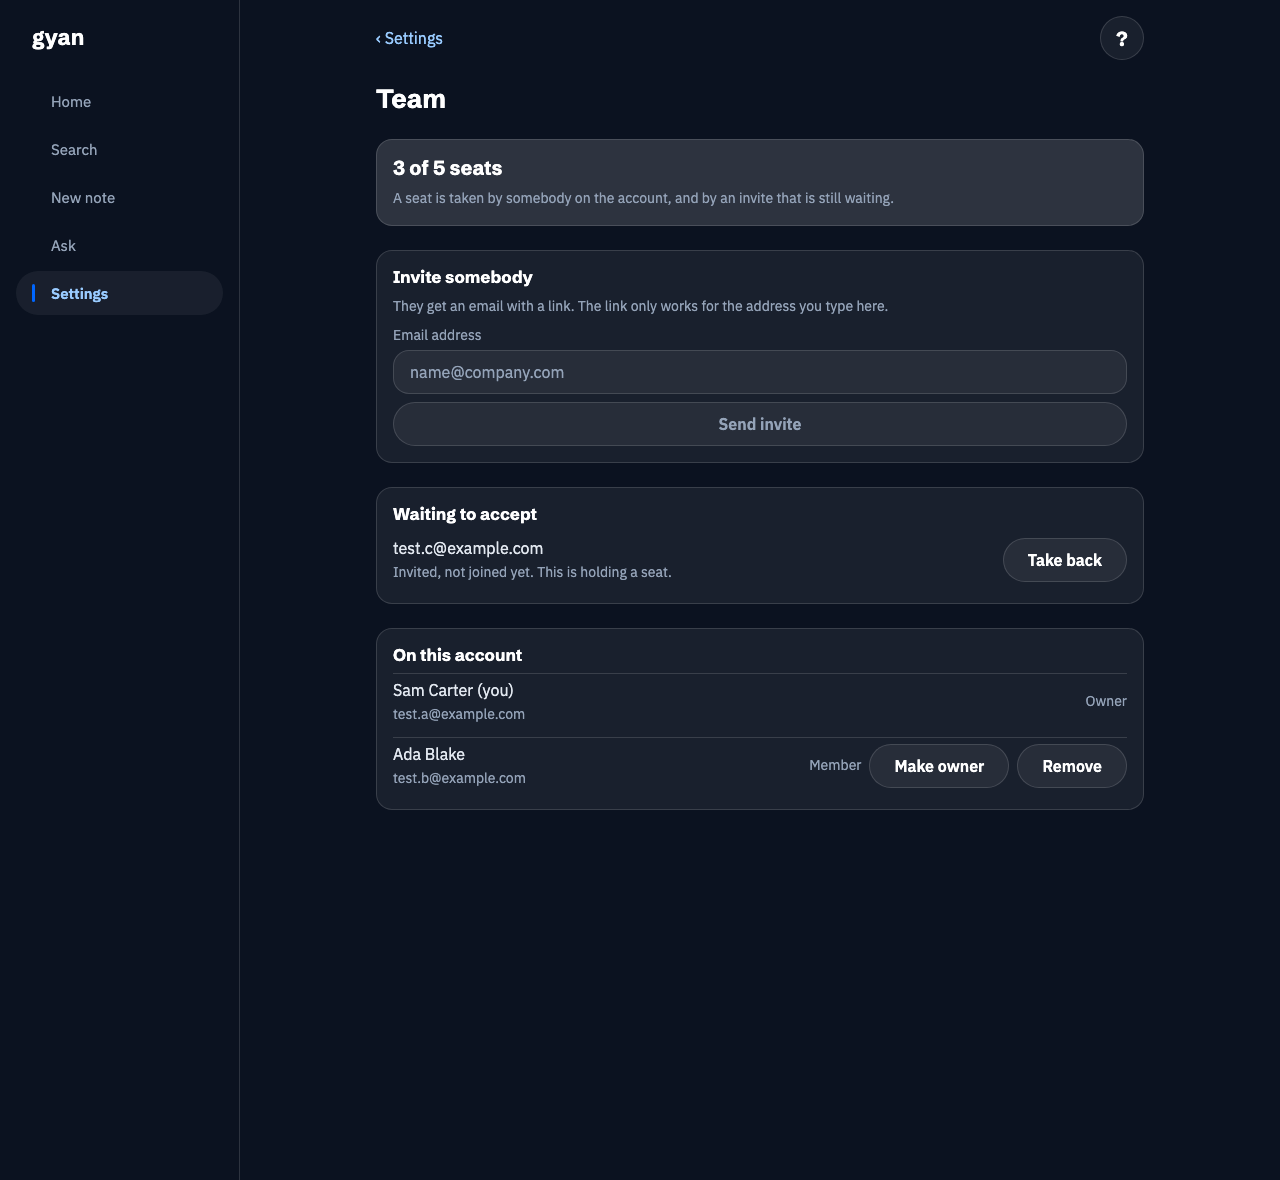 gyan
Home
Search
New note
Ask
Settings
‹ Settings
?
Team
3 of 5 seats
A seat is taken by somebody on the account, and by an invite that is still waiting.
Invite somebody
They get an email with a link. The link only works for the address you type here.
Email address
name@company.com
Send invite
Waiting to accept
test.c@example.com
Invited, not joined yet. This is holding a seat.
Take back
On this account
Sam Carter (you)
test.a@example.com
Owner
Ada Blake
test.b@example.com
Member
Make owner
Remove